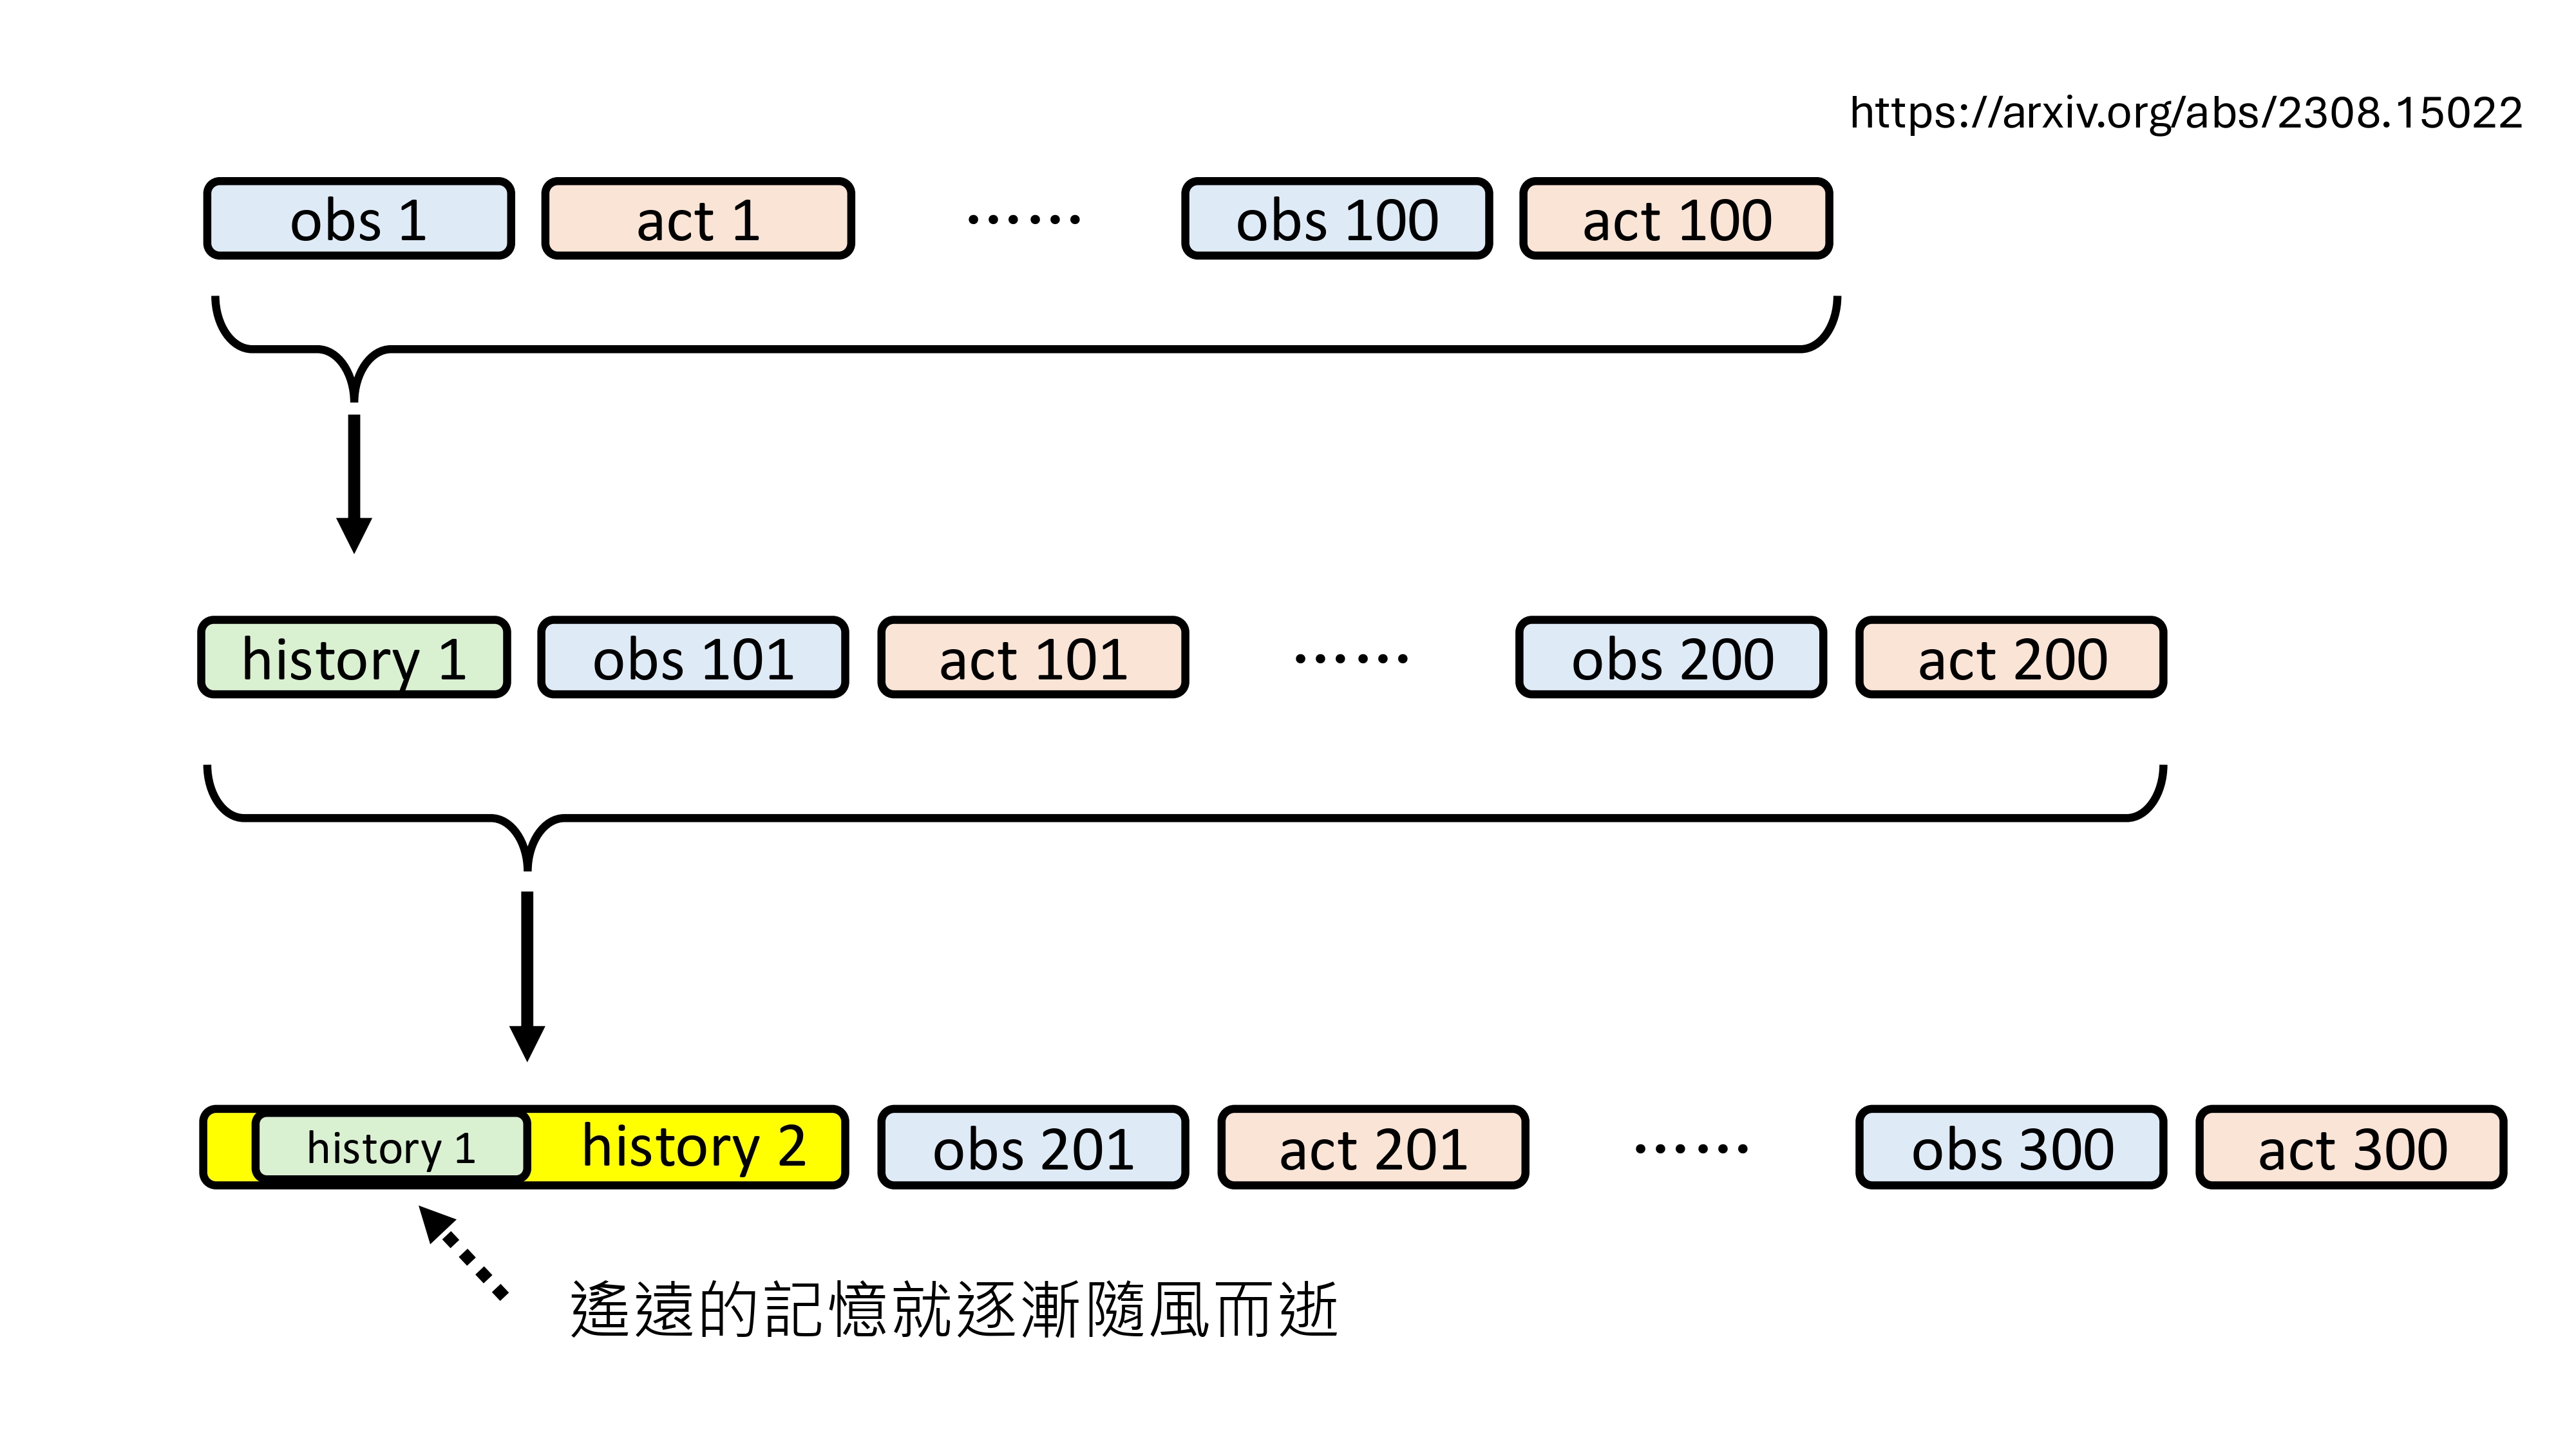 https://arxiv.org/abs/2308.15022
obs 1 act 1 ...... obs 100 act 100
history 1 obs 101 act 101 ...... obs 200 act 200
history 1 history 2 obs 201 act 201 ...... obs 300 act 300
遙遠的記憶就逐漸隨風而逝